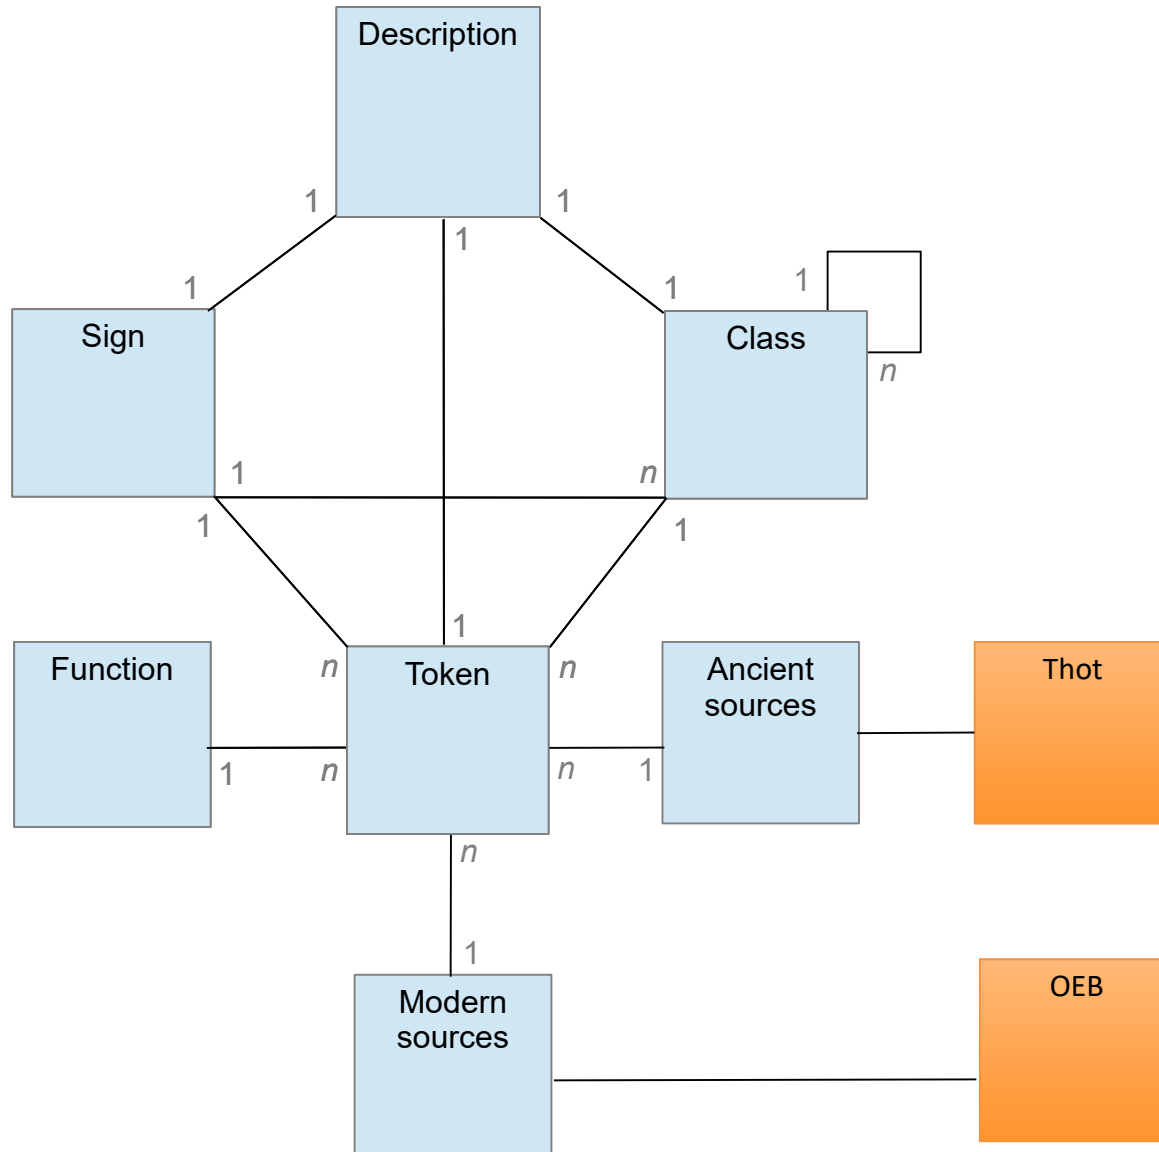 Description
1
1
1
1
1
1
Sign
Class
n
1
n
1
1
1
Function
n
Token
n
Ancient
sources
Thot
1
n
n
1
n
1
Modern
sources
OEB